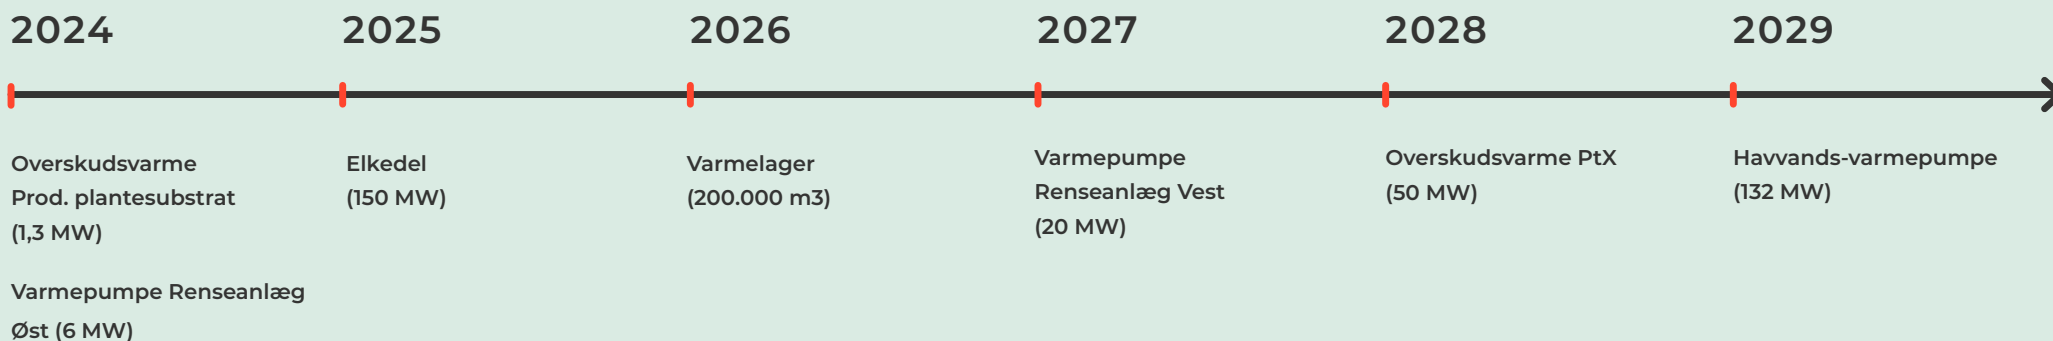 2024
Overskudsvarme
Prod. plantesubstrat
(1,3 MW)
Varmepumpe Renseanlæg
Øst (6 MW)
2025
Elkedel
(150 MW)
2026
Varmelager
(200.000 m3)
2027
Varmepumpe
Renseanlæg Vest
(20 MW)
2028
Overskudsvarme PtX
(50 MW)
2029
Havvands-varmepumpe
(132 MW)